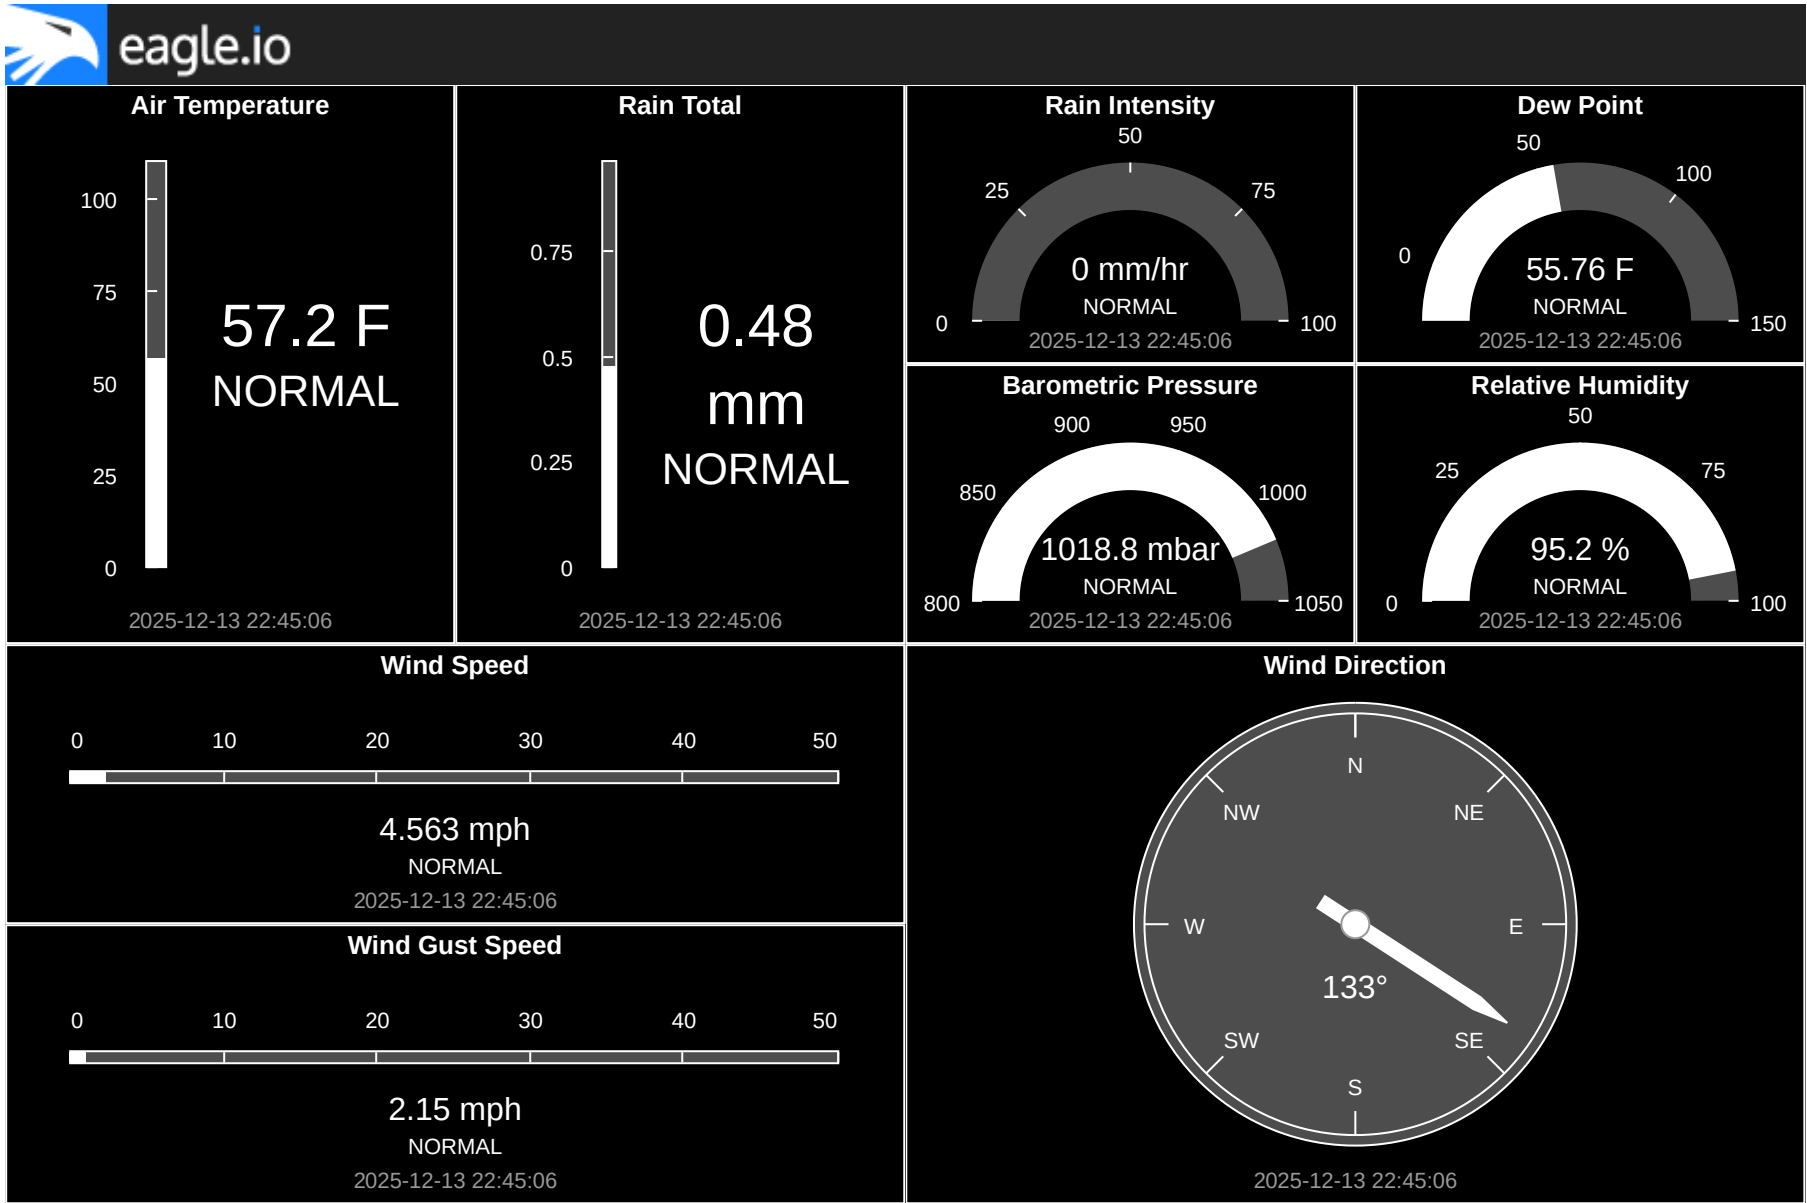 eagle.io
Air Temperature
100
75
50
25
0
57.2 F
NORMAL
2025-12-13 22:45:06
Rain Total
0.75
0.5
0.25
0
0.48
mm
NORMAL
2025-12-13 22:45:06
Rain Intensity
0
25
50
75
100
0 mm/hr
NORMAL
2025-12-13 22:45:06
Dew Point
0
50
100
150
55.76 F
NORMAL
2025-12-13 22:45:06
Barometric Pressure
800
850
900
950
1000
1050
1018.8 mbar
NORMAL
2025-12-13 22:45:06
Relative Humidity
0
25
50
75
100
95.2 %
NORMAL
2025-12-13 22:45:06
Wind Speed
0 10 20 30 40 50
4.563 mph
NORMAL
2025-12-13 22:45:06
Wind Gust Speed
0 10 20 30 40 50
2.15 mph
NORMAL
2025-12-13 22:45:06
Wind Direction
N
NW NE
W E
133°
SW SE
S
2025-12-13 22:45:06